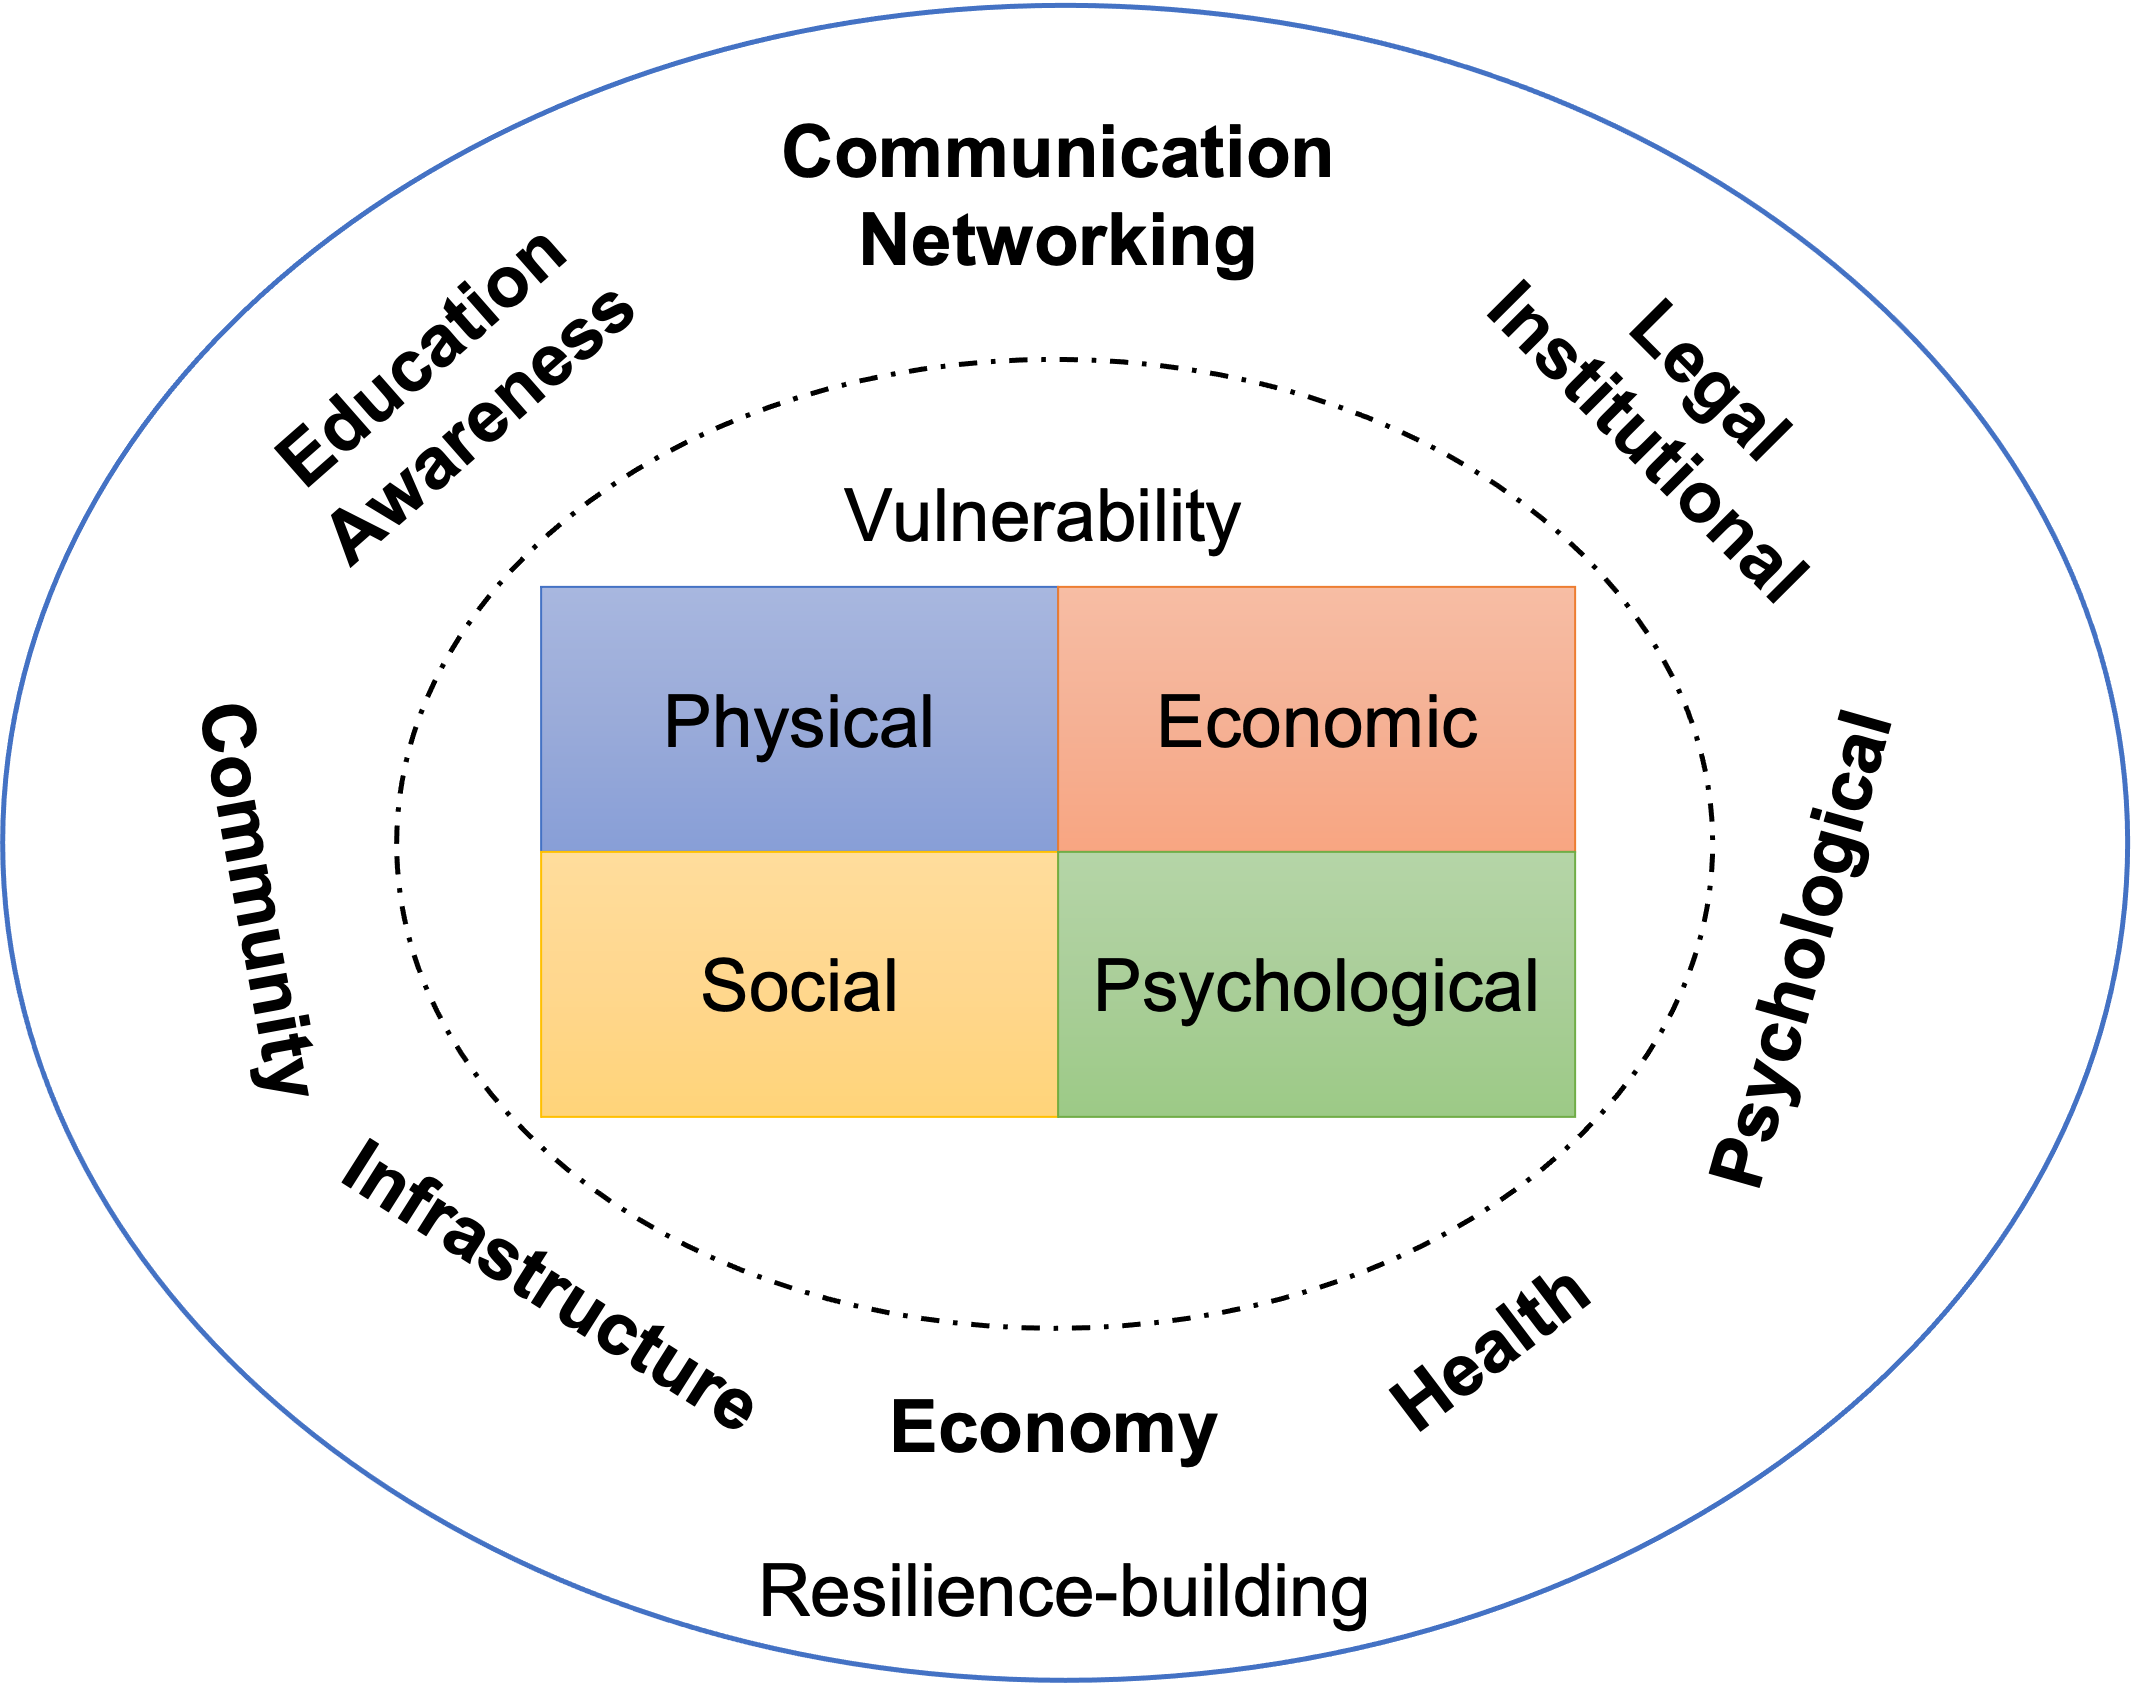 Communication
Networking
Education
Awareness
Legal
Institutional
Vulnerability
Physical
Economic
Social
Psychological
Community
Psychological
Infrastructure
Health
Economy
Resilience-building